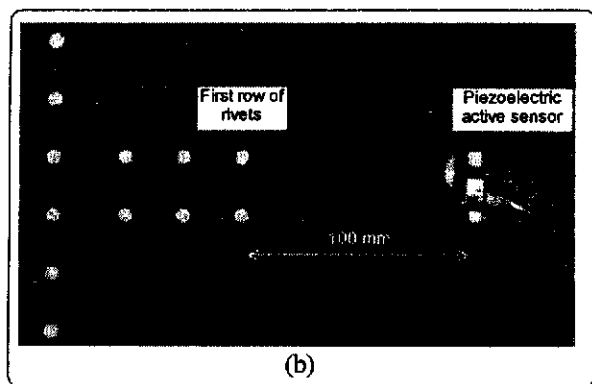 First row of
rivets
Piezoelectric
active sensor
100 mm
(b)